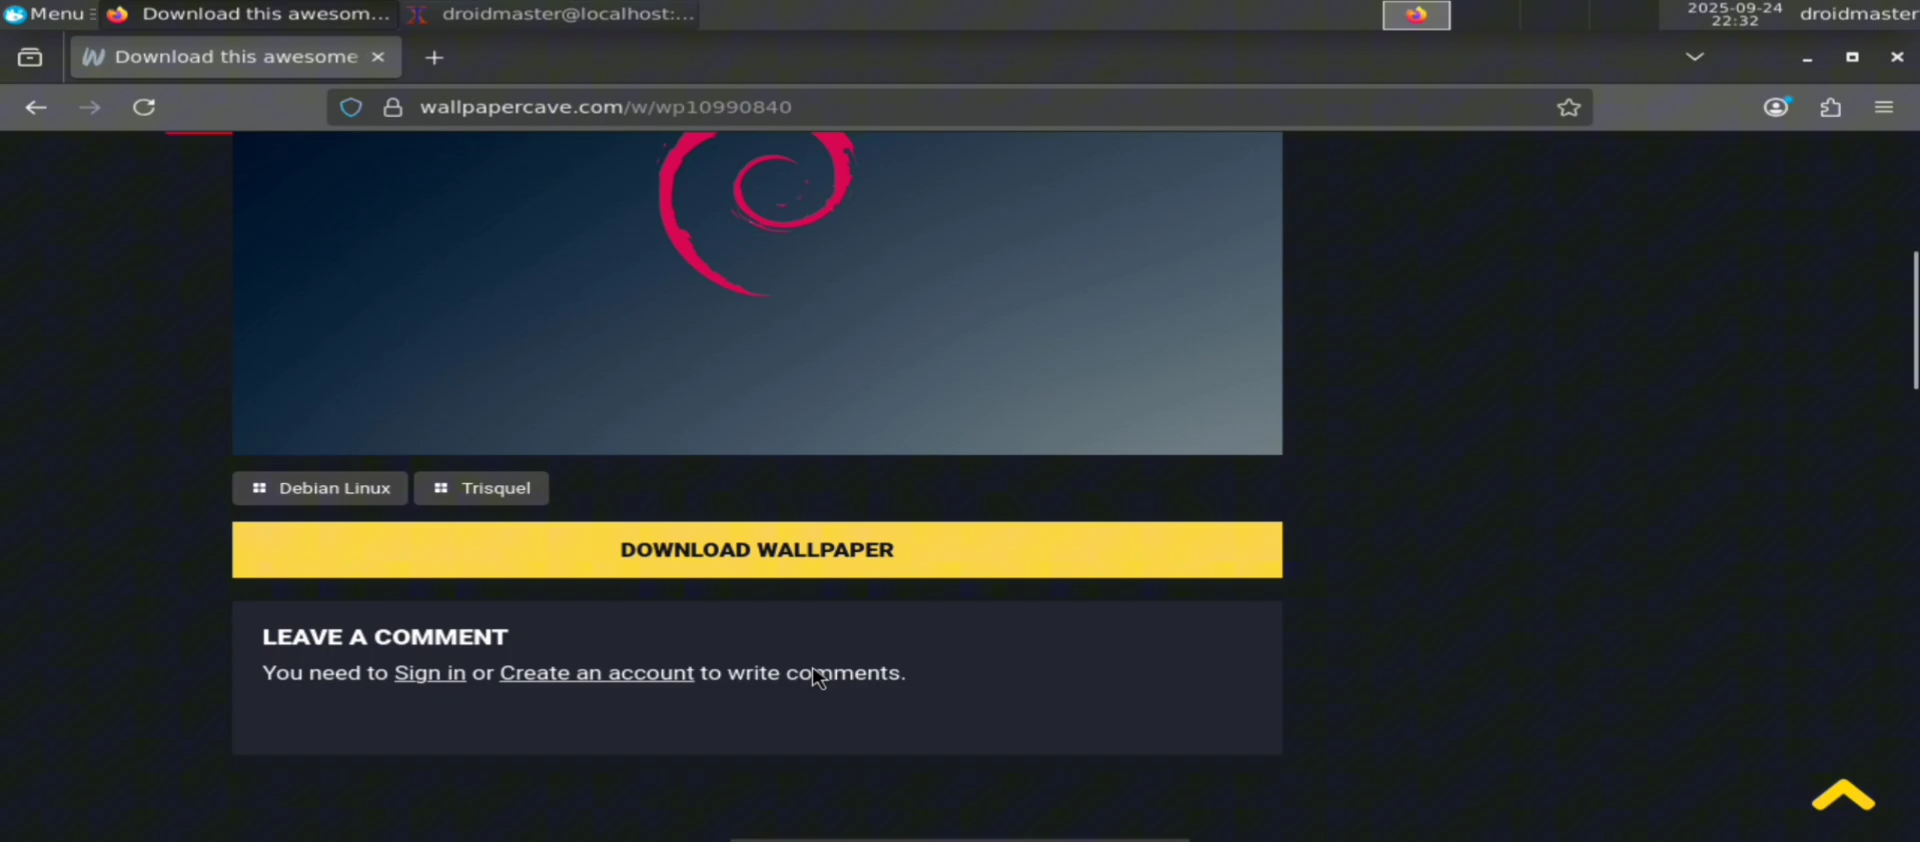 Menu
Download this awesom...
droidmaster@localhost:...
2025-09-24
22:32
droidmaster
Download this awesome
wallpapercave.com/w/wp10990840
Debian Linux
Trisquel
DOWNLOAD WALLPAPER
LEAVE A COMMENT
You need to Sign in or Create an account to write comments.